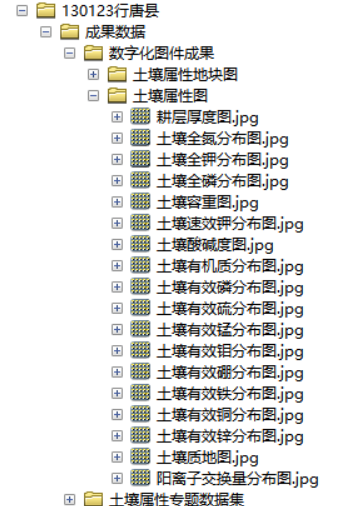 130123行唐县
成果数据
数字化图件成果
土壤属性地块图
土壤属性图
耕层厚度图.jpg
土壤全氮分布图.jpg
土壤全钾分布图.jpg
土壤全磷分布图.jpg
土壤容重图.jpg
土壤速效钾分布图.jpg
土壤酸碱度图.jpg
土壤有机质分布图.jpg
土壤有效磷分布图.jpg
土壤有效硫分布图.jpg
土壤有效锰分布图.jpg
土壤有效钼分布图.jpg
土壤有效硼分布图.jpg
土壤有效铁分布图.jpg
土壤有效铜分布图.jpg
土壤有效锌分布图.jpg
土壤质地图.jpg
阳离子交换量分布图.jpg
土壤属性专题数据集